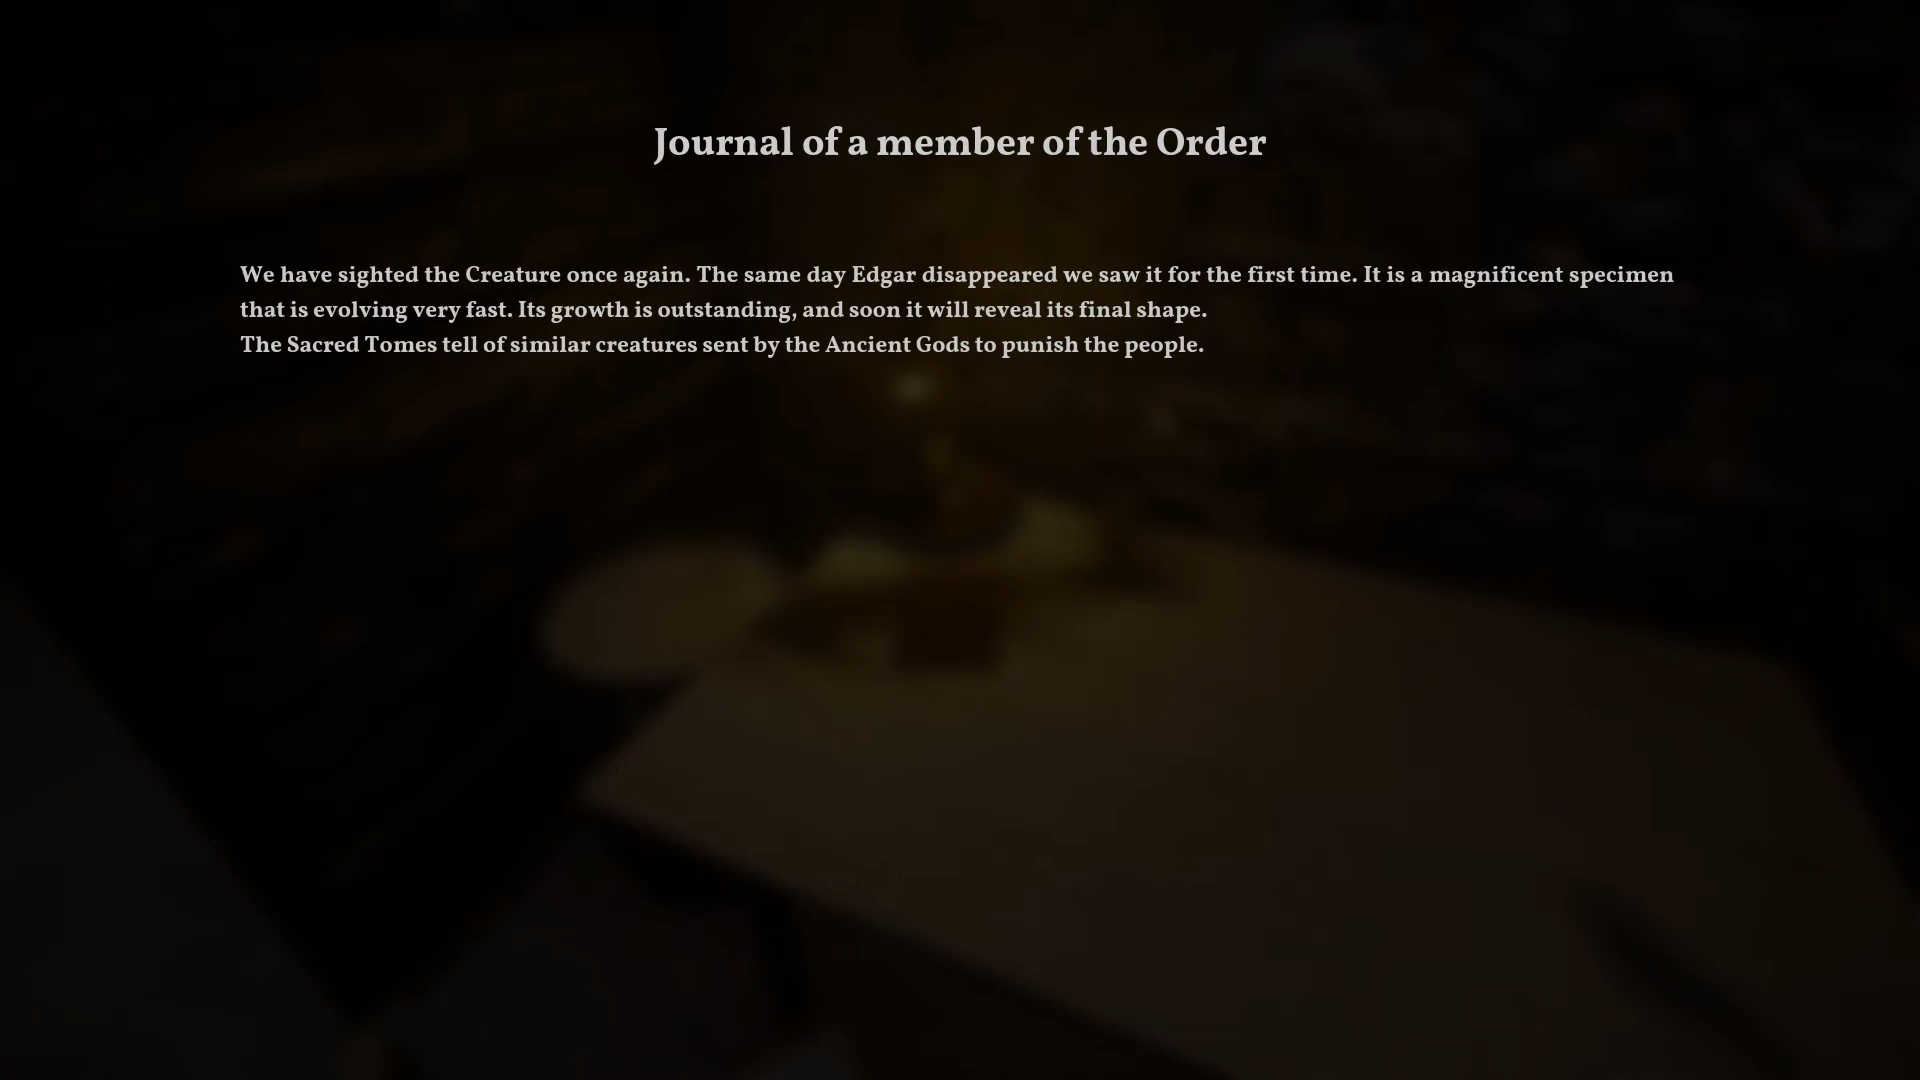 Journal of a member of the Order
We have sighted the Creature once again. The same day Edgar disappeared we saw it for the first time. It is a magnificent specimen
that is evolving very fast. Its growth is outstanding, and soon it will reveal its final shape.
The Sacred Tomes tell of similar creatures sent by the Ancient Gods to punish the people.